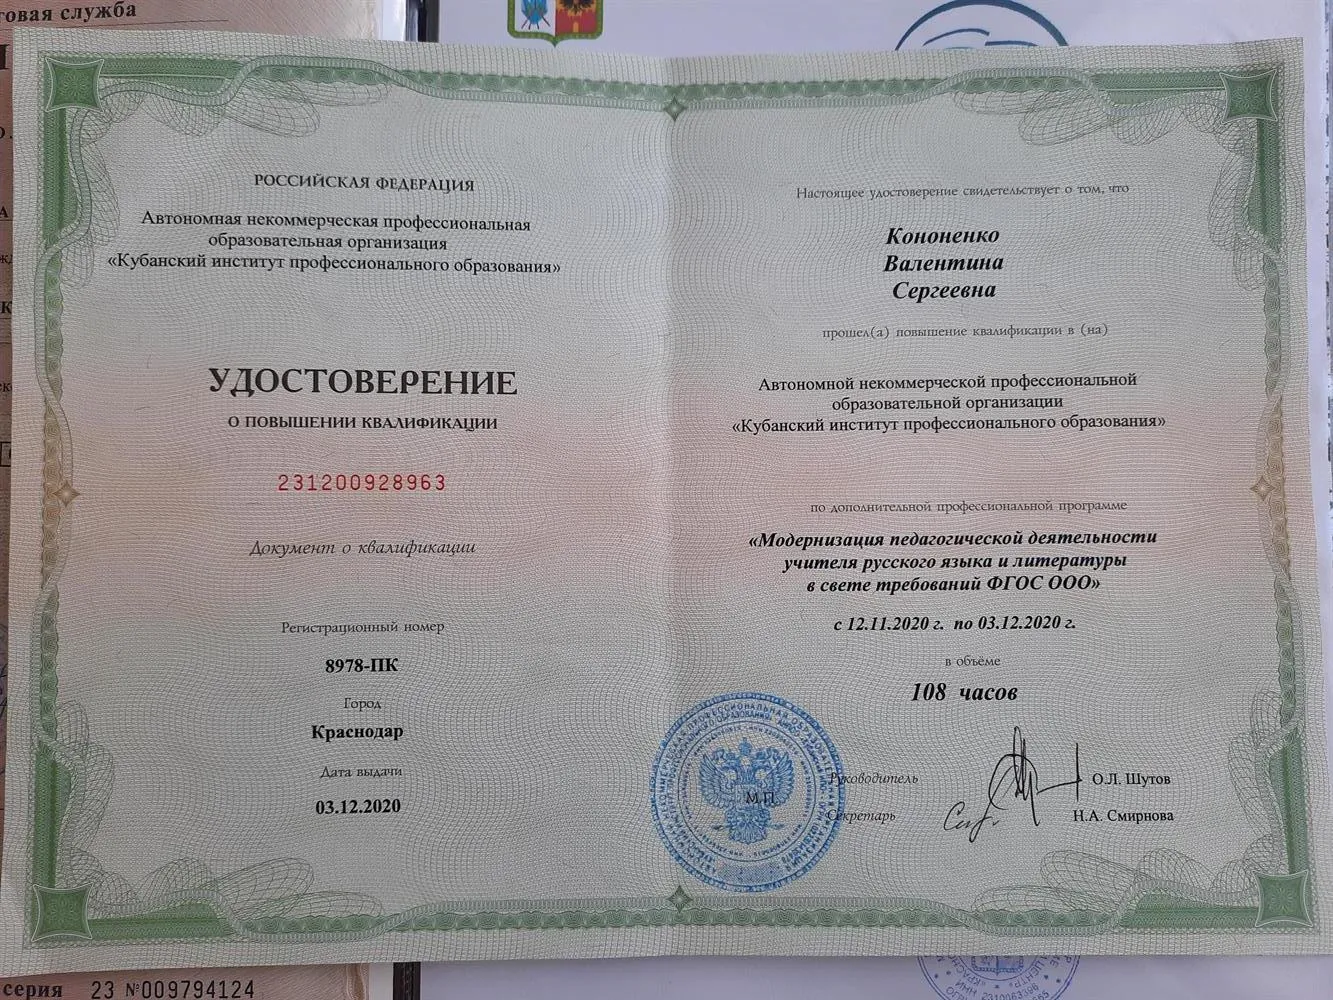 говая служба
РОССИЙСКАЯ ФЕДЕРАЦИЯ
Автономная некоммерческая профессиональная
образовательная организация
«Кубанский институт профессионального образования»
УДОСТОВЕРЕНИЕ
О ПОВЫШЕНИИ КВАЛИФИКАЦИИ
231200928963
Документ о квалификации
Регистрационный номер
8978-ПК
Город
Краснодар
Дата выдачи
03.12.2020
Настоящее удостоверение свидетельствует о том, что
Кононенко
Валентина
Сергеевна
прошел(а) повышение квалификации в (на)
Автономной некоммерческой профессиональной
образовательной организации
«Кубанский институт профессионального образования»
по дополнительной профессиональной программе
«Модернизация педагогической деятельности
учителя русского языка и литературы
в свете требований ФГОС ООО»
с 12.11.2020 г. по 03.12.2020 г.
в объёме
108 часов
М.П.
Руководитель
О.Л. Шутов
Секретарь
Н.А. Смирнова
серия 23 №009794124